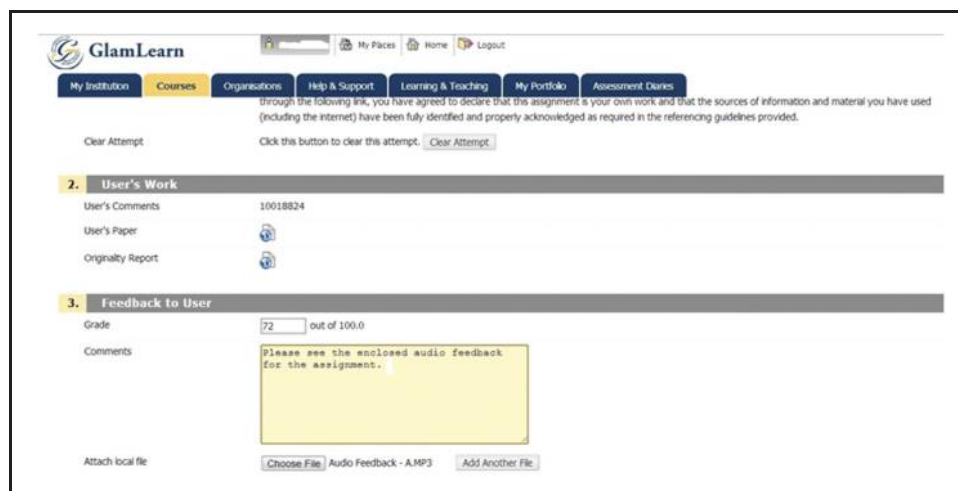 GlamLearn
My Places Home Logout
My Institution Courses Organisations Help & Support Learning & Teaching My Portfolio Assessment Diaries
through the following link, you have agreed to declare that this assignment is your own work and that the sources of information and material you have used
(including the internet) have been fully identified and properly acknowledged as required in the referencing guidelines provided.
Clear Attempt Click this button to clear this attempt. Clear Attempt
2. User's Work
User's Comments 10018824
User's Paper
Originality Report
3. Feedback to User
Grade 72 out of 100.0
Comments Please see the enclosed audio feedback
for the assignment.
Attach local file Choose File Audio Feedback - A.MP3 Add Another File